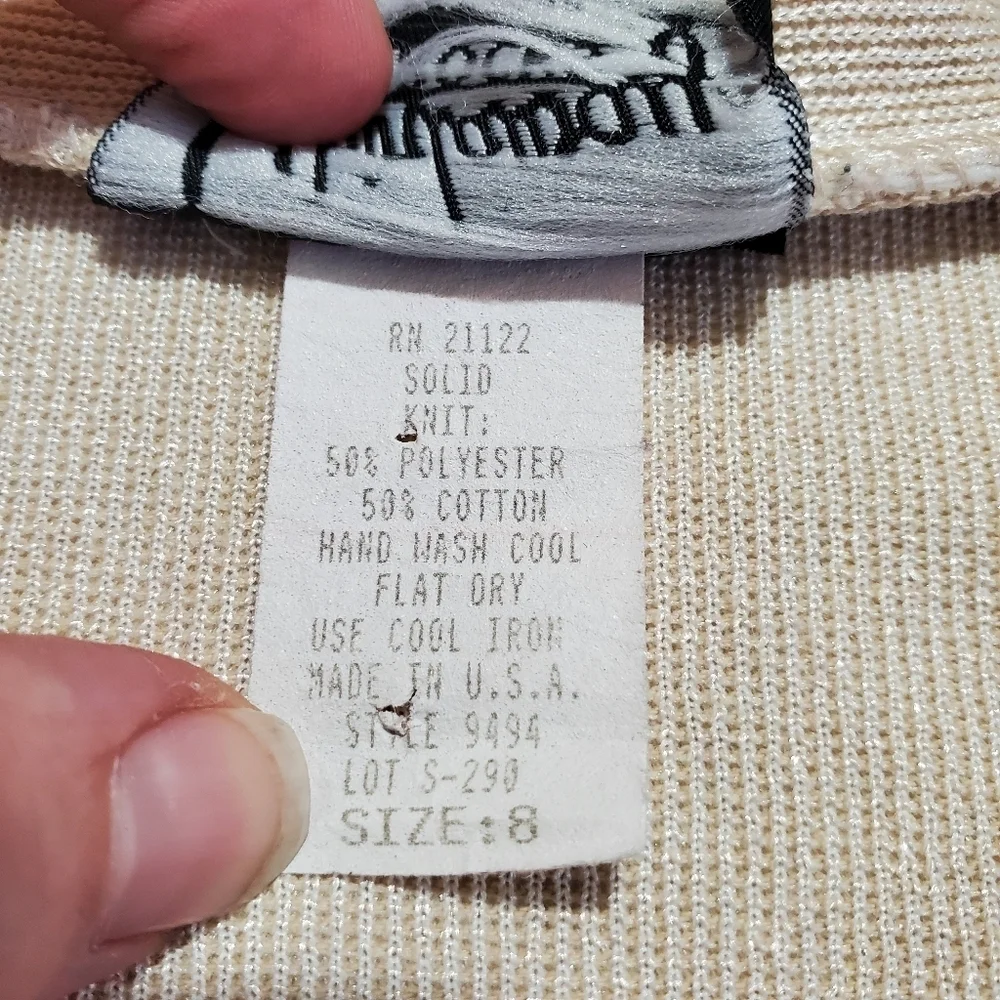 RN 21122
SOLID
KNIT:
50% POLYESTER
50% COTTON
HAND WASH COOL
FLAT DRY
USE COOL IRON
MADE IN U.S.A.
STYLE 9494
LOT S-290
SIZE:8